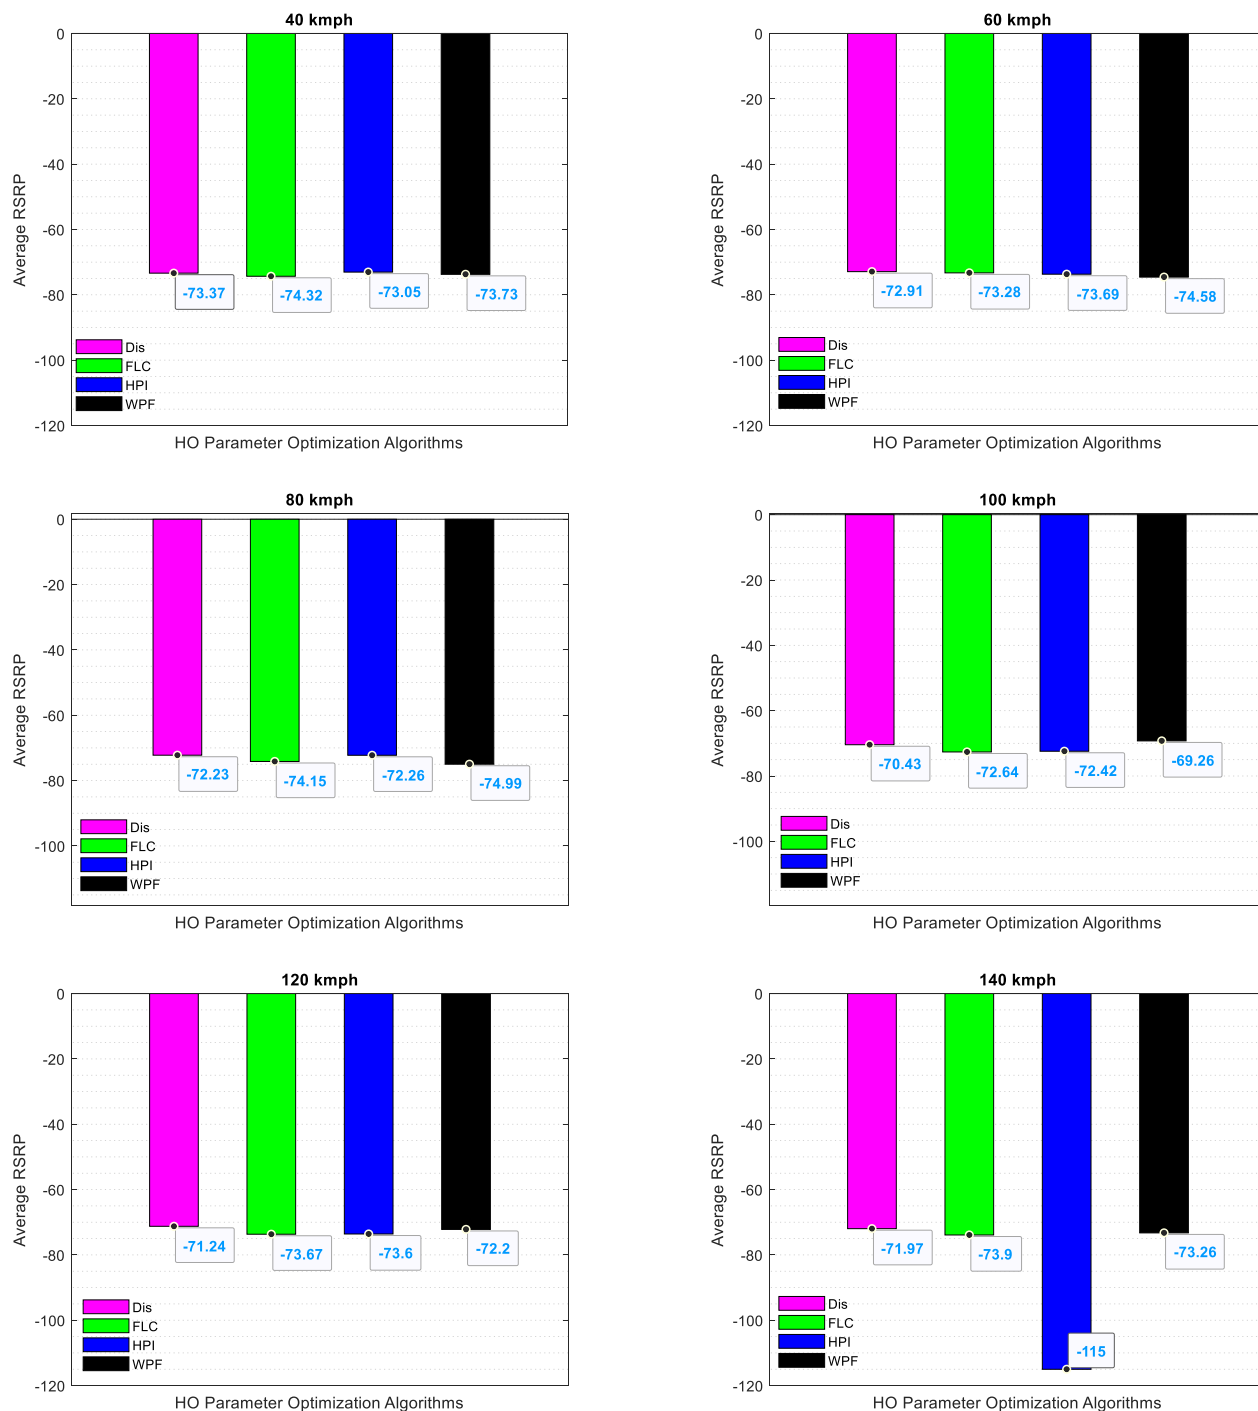 40 kmph
0
-20
-40
-60
-80
-100
-120
Average RSRP
-73.37
-74.32
-73.05
-73.73
Dis
FLC
HPI
WPF
HO Parameter Optimization Algorithms
60 kmph
0
-20
-40
-60
-80
-100
-120
Average RSRP
-72.91
-73.28
-73.69
-74.58
Dis
FLC
HPI
WPF
HO Parameter Optimization Algorithms
80 kmph
0
-20
-40
-60
-80
-100
Average RSRP
-72.23
-74.15
-72.26
-74.99
Dis
FLC
HPI
WPF
HO Parameter Optimization Algorithms
100 kmph
0
-20
-40
-60
-80
-100
Average RSRP
-70.43
-72.64
-72.42
-69.26
Dis
FLC
HPI
WPF
HO Parameter Optimization Algorithms
120 kmph
0
-20
-40
-60
-80
-100
-120
Average RSRP
-71.24
-73.67
-73.6
-72.2
Dis
FLC
HPI
WPF
HO Parameter Optimization Algorithms
140 kmph
0
-20
-40
-60
-80
-100
-120
Average RSRP
-71.97
-73.9
-115
-73.26
Dis
FLC
HPI
WPF
HO Parameter Optimization Algorithms